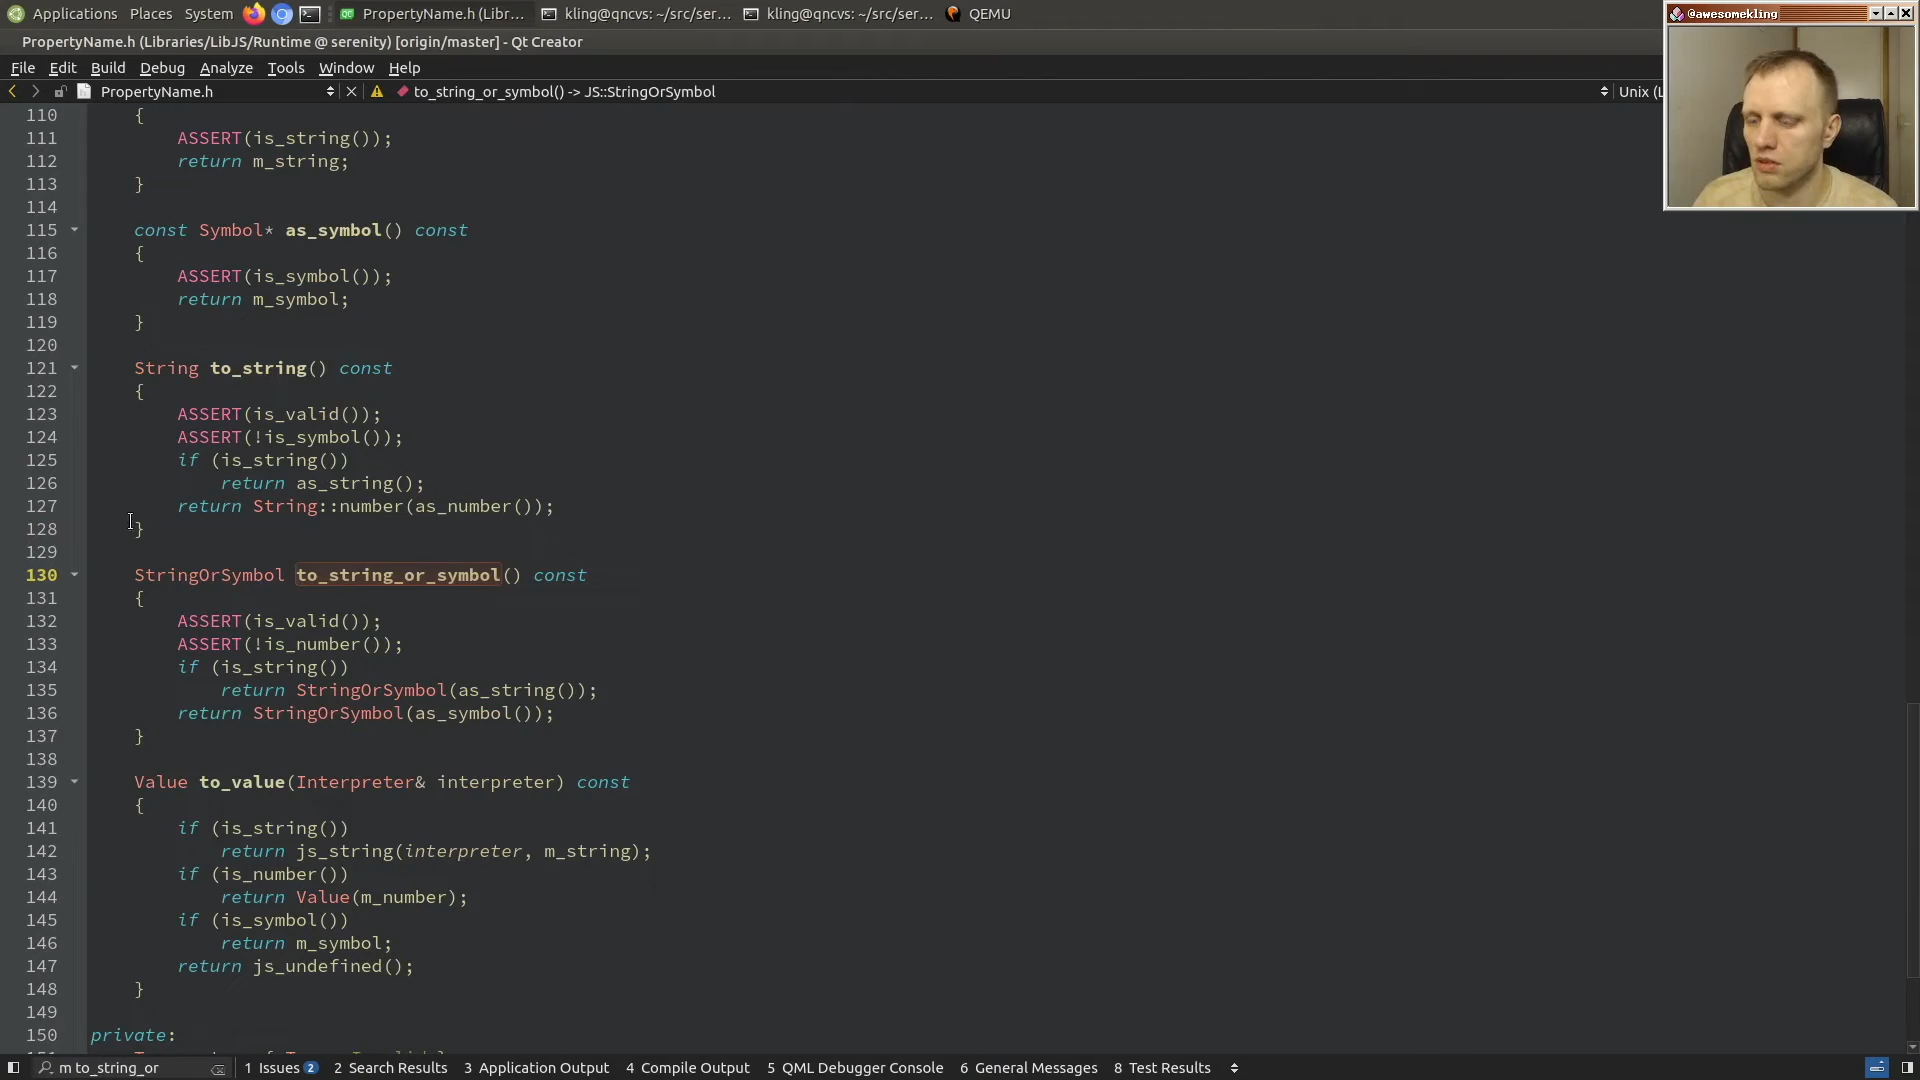 Applications Places System PropertyName.h (Libr... kling@qncvs: ~/src/ser... kling@qncvs: ~/src/ser... QEMU
@awesomekling
PropertyName.h (Libraries/LibJS/Runtime @ serenity) [origin/master] - Qt Creator
File Edit Build Debug Analyze Tools Window Help
PropertyName.h to_string_or_symbol() -> JS::StringOrSymbol Unix (L
110 {
111 ASSERT(is_string());
112 return m_string;
113 }
114
115 const Symbol* as_symbol() const
116 {
117 ASSERT(is_symbol());
118 return m_symbol;
119 }
120
121 String to_string() const
122 {
123 ASSERT(is_valid());
124 ASSERT(!is_symbol());
125 if (is_string())
126 return as_string();
127 return String::number(as_number());
128 }
129
130 StringOrSymbol to_string_or_symbol() const
131 {
132 ASSERT(is_valid());
133 ASSERT(!is_number());
134 if (is_string())
135 return StringOrSymbol(as_string());
136 return StringOrSymbol(as_symbol());
137 }
138
139 Value to_value(Interpreter& interpreter) const
140 {
141 if (is_string())
142 return js_string(interpreter, m_string);
143 if (is_number())
144 return Value(m_number);
145 if (is_symbol())
146 return m_symbol;
147 return js_undefined();
148 }
149
150 private:
m to_string_or 1 Issues 2 2 Search Results 3 Application Output 4 Compile Output 5 QML Debugger Console 6 General Messages 8 Test Results